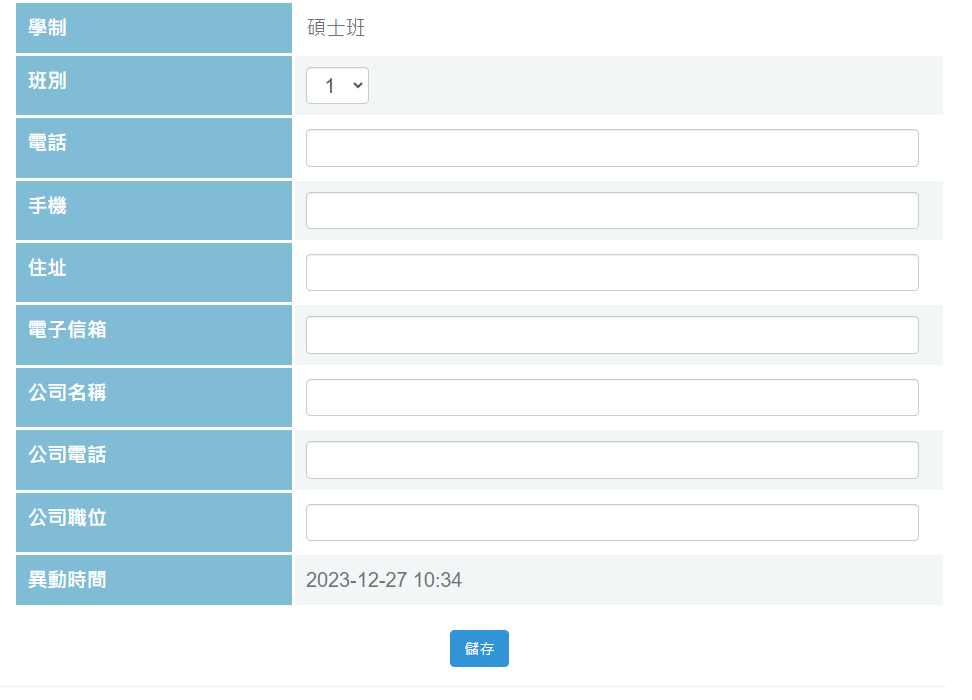 學制 碩士班
班別 1
電話
手機
住址
電子信箱
公司名稱
公司電話
公司職位
異動時間 2023-12-27 10:34
儲存